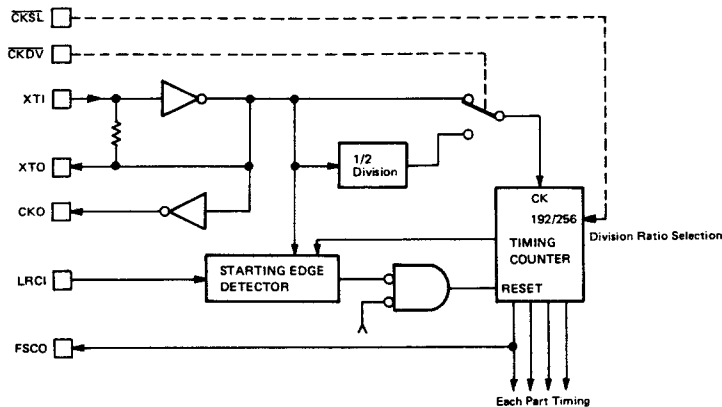 CKSL
CKDV
XTI
XTO
CKO
LRCI
FSCO
1/2
Division
CK
192/256
TIMING
COUNTER
RESET
Division Ratio Selection
STARTING EDGE
DETECTOR
Each Part Timing